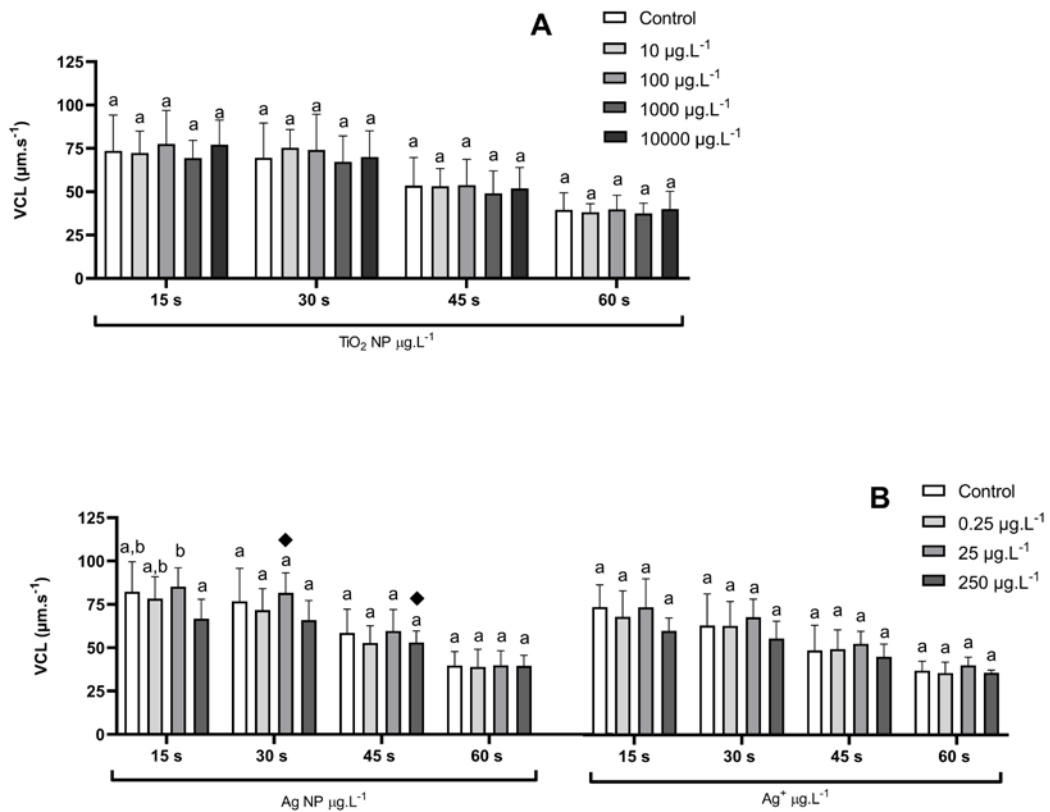 A
Control
10 µg.L⁻¹
100 µg.L⁻¹
1000 µg.L⁻¹
10000 µg.L⁻¹
VCL (µm.s⁻¹)
125
100
75
50
25
0
a a a a a a a a a a a a a a a a a a a a
15 s 30 s 45 s 60 s
TiO₂ NP µg.L⁻¹
B
Control
0.25 µg.L⁻¹
25 µg.L⁻¹
250 µg.L⁻¹
VCL (µm.s⁻¹)
125
100
75
50
25
0
a,b a,b b a a a a a a a a a a a a a
a a a a a a a a a a a a a a a a
15 s 30 s 45 s 60 s 15 s 30 s 45 s 60 s
Ag NP µg.L⁻¹ Ag⁺ µg.L⁻¹